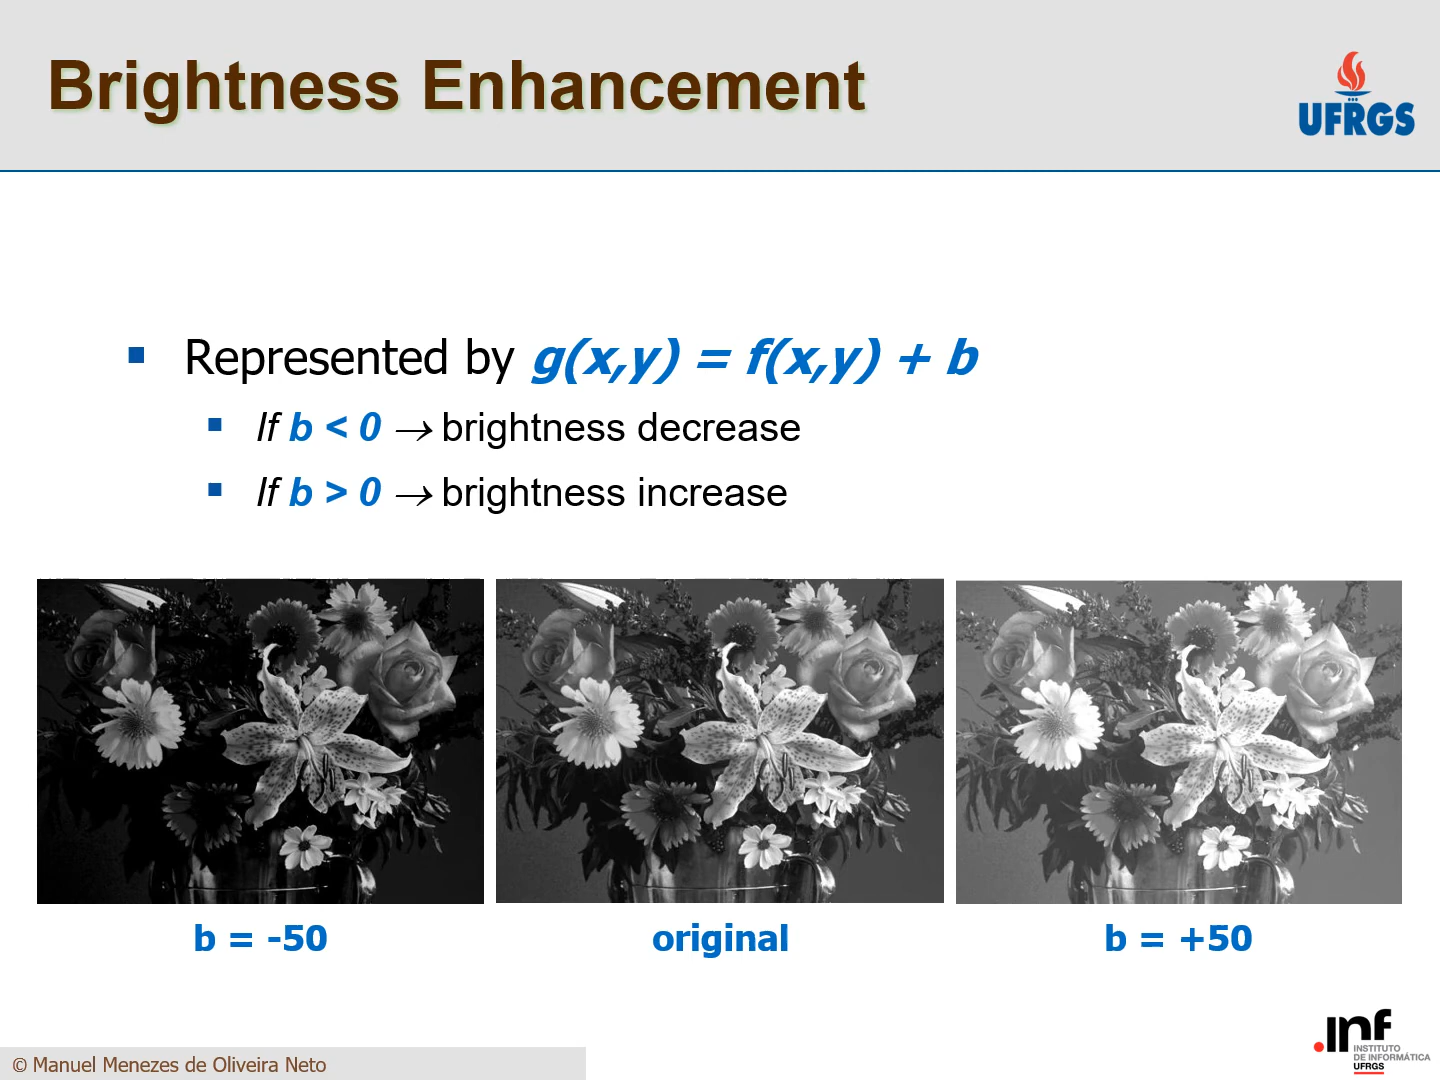 Brightness Enhancement
UFRGS
Represented by g(x,y) = f(x,y) + b
If b < 0 → brightness decrease
If b > 0 → brightness increase
b = -50
original
b = +50
.inf
INSTITUTO
DE INFORMÁTICA
UFRGS
© Manuel Menezes de Oliveira Neto